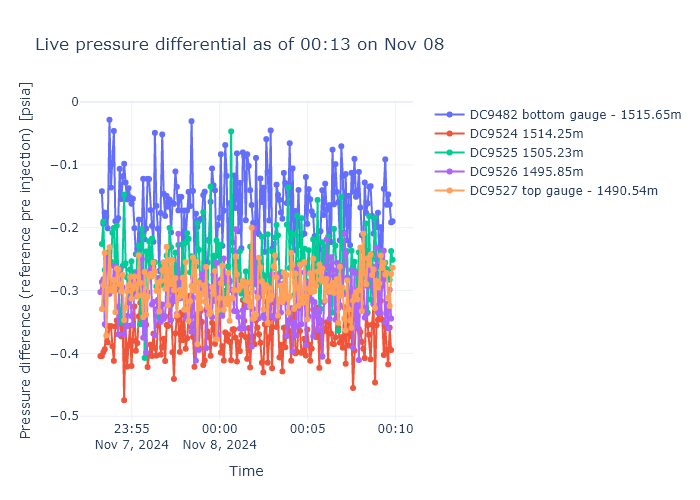 Live pressure differential as of 00:13 on Nov 08
Pressure difference (reference pre injection) [psia]
0
−0.1
−0.2
−0.3
−0.4
−0.5
23:55
Nov 7, 2024
00:00
Nov 8, 2024
00:05
00:10
Time
DC9482 bottom gauge - 1515.65m
DC9524 1514.25m
DC9525 1505.23m
DC9526 1495.85m
DC9527 top gauge - 1490.54m